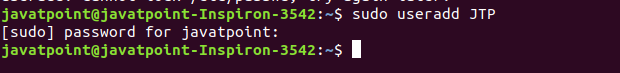 javatpoint@javatpoint-Inspiron-3542:~$ sudo useradd JTP
[sudo] password for javatpoint:
javatpoint@javatpoint-Inspiron-3542:~$